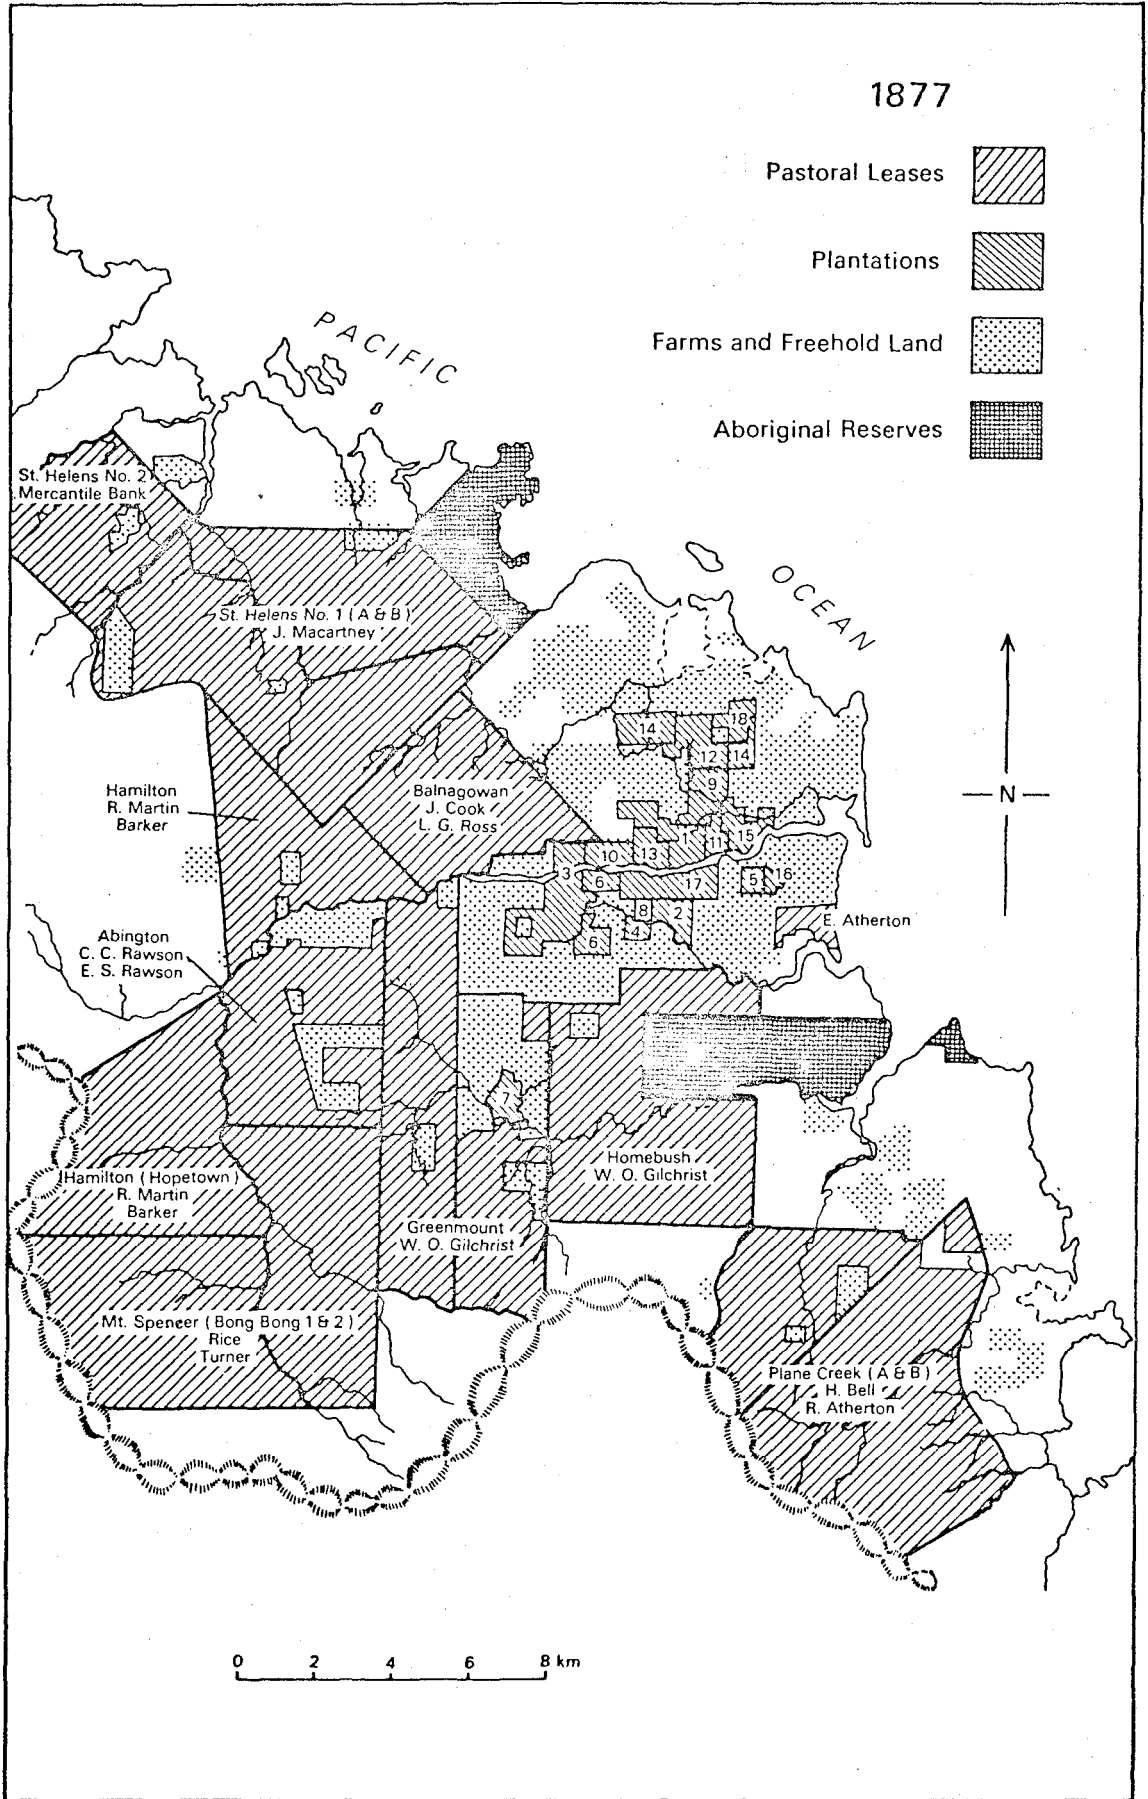 1877
Pastoral Leases
Plantations
Farms and Freehold Land
Aboriginal Reserves
PACIFIC
OCEAN
St. Helens No. 2
Mercantile Bank
St. Helens No. 1 (A & B)
J. Macartney
14
18
12
14
9
Hamilton
R. Martin
Barker
Balnagowan
J. Cook
L. G. Ross
N
1
11
15
10
13
3
6
17
5
16
8
2
4
6
E. Atherton
Abington
C. C. Rawson
E. S. Rawson
7
Hamilton (Hopetown)
R. Martin
Barker
Homebush
W. O. Gilchrist
Greenmount
W. O. Gilchrist
Mt. Spencer (Bong Bong 1 & 2)
Rice
Turner
Plane Creek (A & B)
H. Bell
R. Atherton
0 2 4 6 8 km